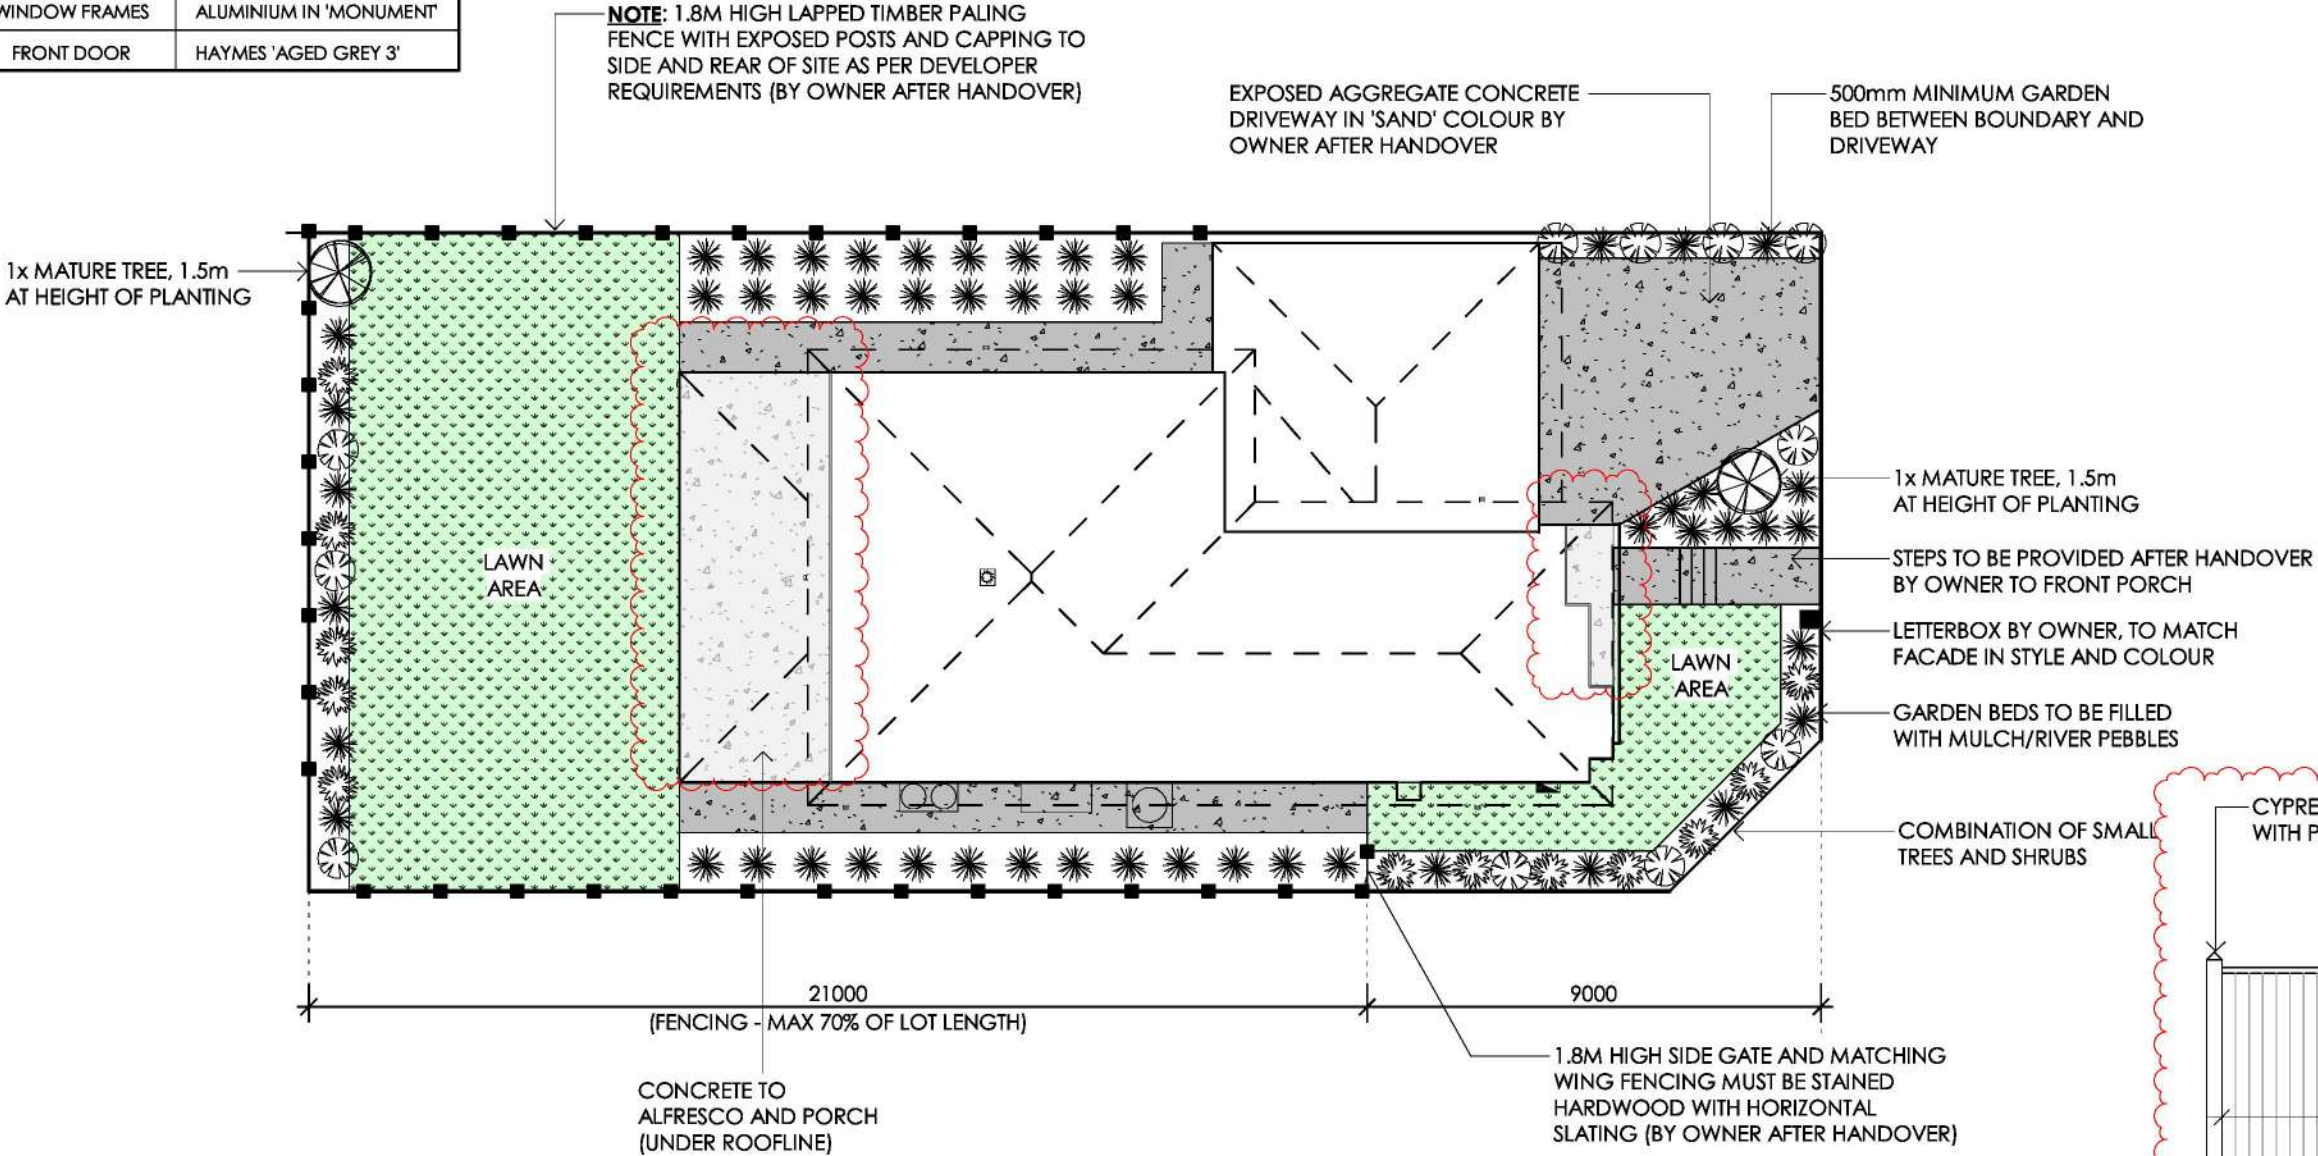 WINDOW FRAMES ALUMINIUM IN 'MONUMENT'
FRONT DOOR HAYMES 'AGED GREY 3'
NOTE: 1.8M HIGH LAPPED TIMBER PALING
FENCE WITH EXPOSED POSTS AND CAPPING TO
SIDE AND REAR OF SITE AS PER DEVELOPER
REQUIREMENTS (BY OWNER AFTER HANDOVER)
EXPOSED AGGREGATE CONCRETE
DRIVEWAY IN 'SAND' COLOUR BY
OWNER AFTER HANDOVER
500mm MINIMUM GARDEN
BED BETWEEN BOUNDARY AND
DRIVEWAY
1x MATURE TREE, 1.5m
AT HEIGHT OF PLANTING
1x MATURE TREE, 1.5m
AT HEIGHT OF PLANTING
STEPS TO BE PROVIDED AFTER HANDOVER
BY OWNER TO FRONT PORCH
LAWN
AREA
LETTERBOX BY OWNER, TO MATCH
FACADE IN STYLE AND COLOUR
LAWN
AREA
GARDEN BEDS TO BE FILLED
WITH MULCH/RIVER PEBBLES
COMBINATION OF SMALL
TREES AND SHRUBS
CYPRE
WITH P
21000
(FENCING - MAX 70% OF LOT LENGTH)
9000
CONCRETE TO
ALFRESCO AND PORCH
(UNDER ROOFLINE)
1.8M HIGH SIDE GATE AND MATCHING
WING FENCING MUST BE STAINED
HARDWOOD WITH HORIZONTAL
SLATING (BY OWNER AFTER HANDOVER)